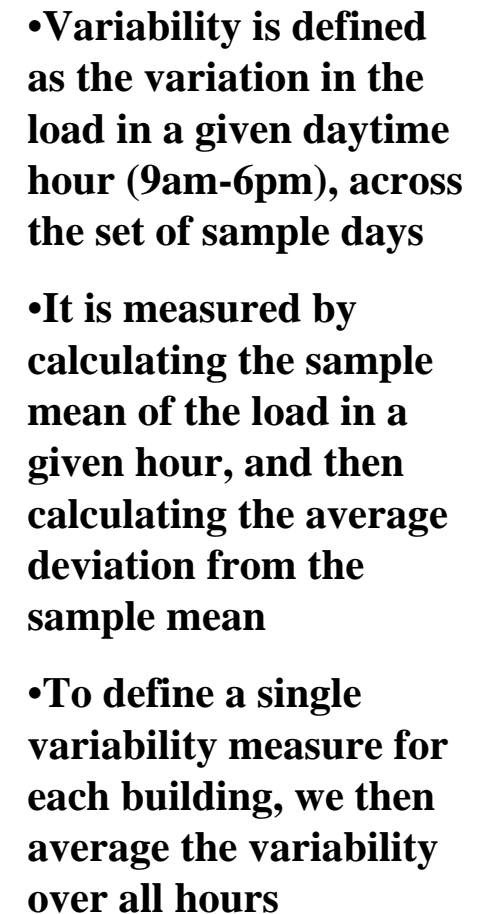 •Variability is defined
as the variation in the
load in a given daytime
hour (9am-6pm), across
the set of sample days
•It is measured by
calculating the sample
mean of the load in a
given hour, and then
calculating the average
deviation from the
sample mean
•To define a single
variability measure for
each building, we then
average the variability
over all hours